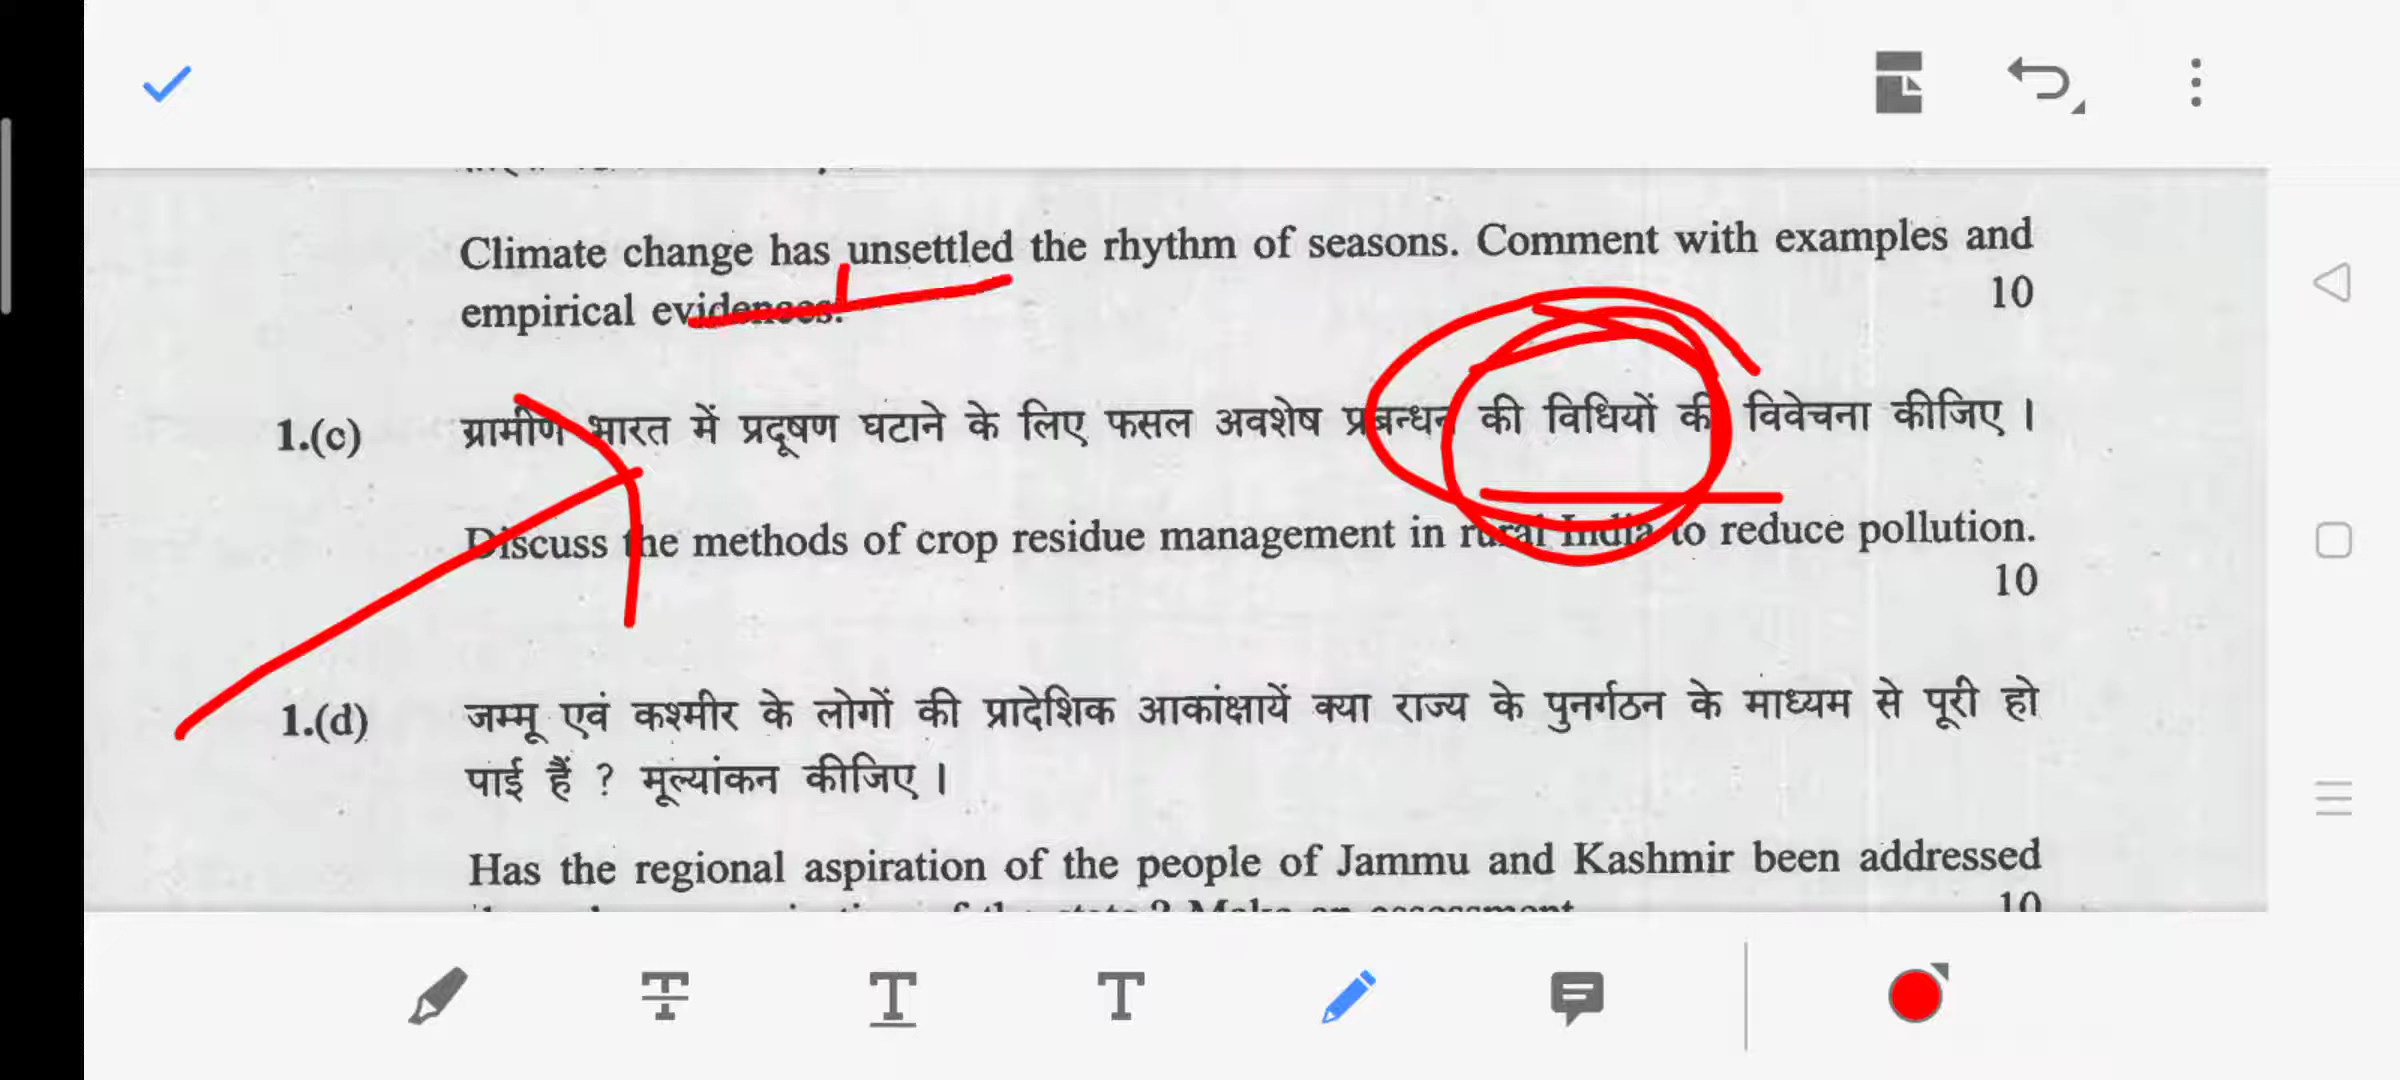 Climate change has unsettled the rhythm of seasons. Comment with examples and
empirical evidences.
10
1.(c) ग्रामीण भारत में प्रदूषण घटाने के लिए फसल अवशेष प्रबन्धन की विधियों की विवेचना कीजिए ।
Discuss the methods of crop residue management in rural India to reduce pollution.
10
1.(d) जम्मू एवं कश्मीर के लोगों की प्रादेशिक आकांक्षायें क्या राज्य के पुनर्गठन के माध्यम से पूरी हो
पाई हैं ? मूल्यांकन कीजिए ।
Has the regional aspiration of the people of Jammu and Kashmir been addressed